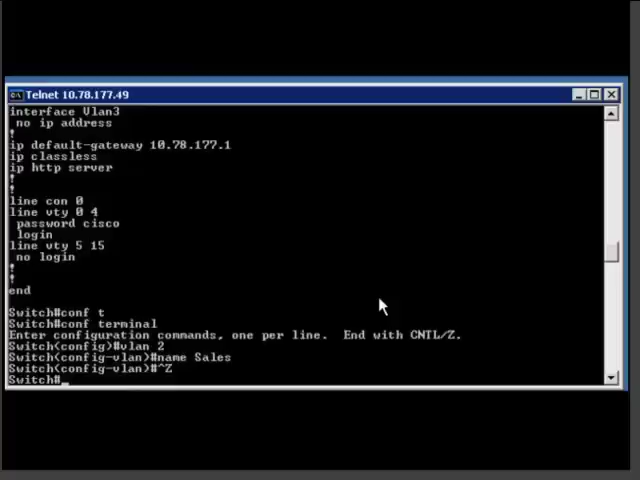 Telnet 10.78.177.49
interface Vlan3
 no ip address
!
ip default-gateway 10.78.177.1
ip classless
ip http server
!
!
line con 0
line vty 0 4
 password cisco
 login
line vty 5 15
 no login
!
!
end
Switch#conf t
Switch#conf terminal
Enter configuration commands, one per line.  End with CNTL/Z.
Switch(config)#vlan 2
Switch(config-vlan)#name Sales
Switch(config-vlan)#^Z
Switch#_